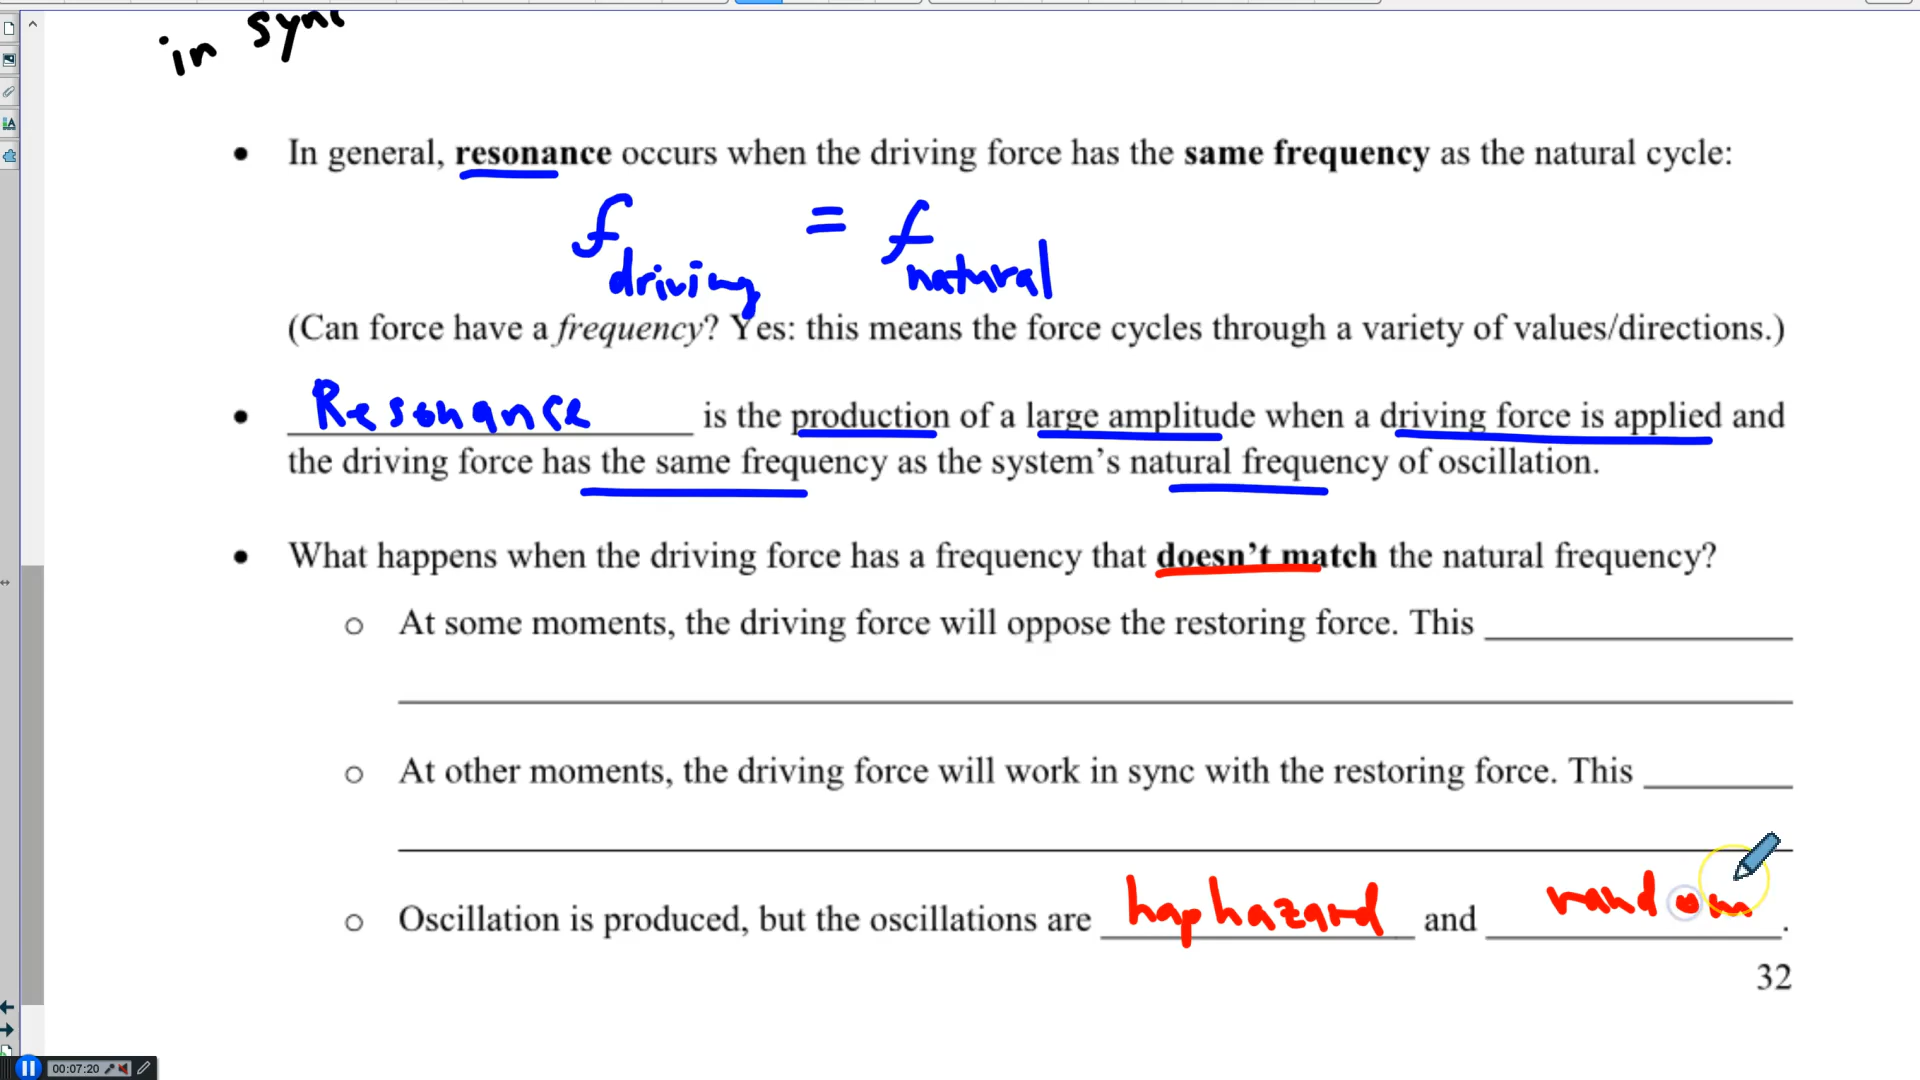 in sync
• In general, resonance occurs when the driving force has the same frequency as the natural cycle:
f driving = f natural
(Can force have a frequency? Yes: this means the force cycles through a variety of values/directions.)
• Resonance is the production of a large amplitude when a driving force is applied and
the driving force has the same frequency as the system’s natural frequency of oscillation.
• What happens when the driving force has a frequency that doesn’t match the natural frequency?
o At some moments, the driving force will oppose the restoring force. This
o At other moments, the driving force will work in sync with the restoring force. This
o Oscillation is produced, but the oscillations are haphazard and random.
32
00:07:20